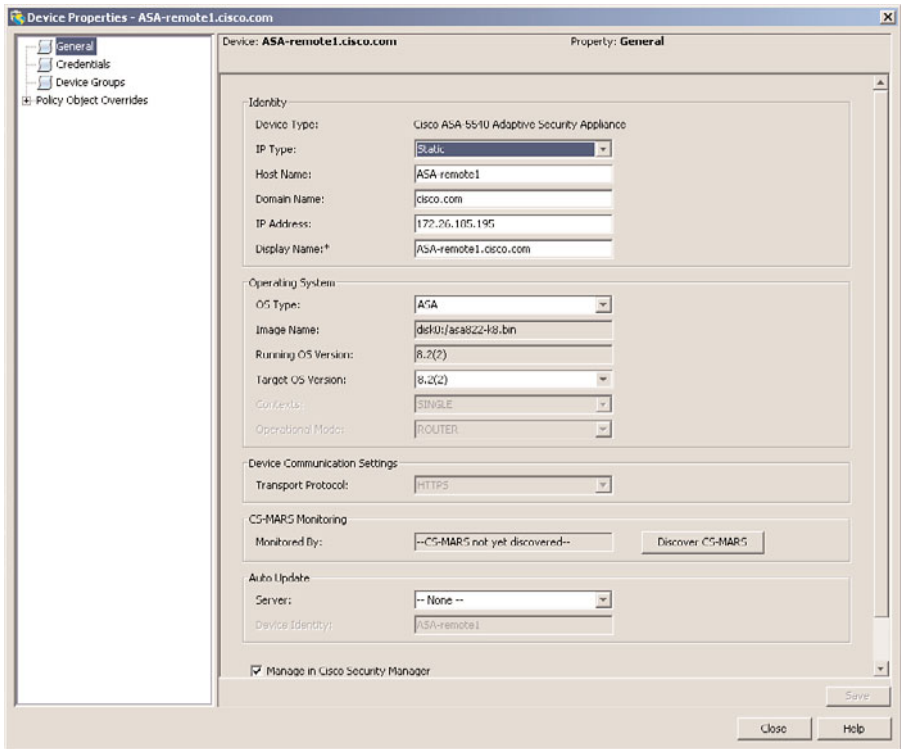 Device Properties - ASA-remote1.cisco.com
General
Credentials
Device Groups
Policy Object Overrides
Device: ASA-remote1.cisco.com Property: General
Identity
Device Type: Cisco ASA-5540 Adaptive Security Appliance
IP Type: Static
Host Name: ASA-remote1
Domain Name: cisco.com
IP Address: 172.26.185.195
Display Name:* ASA-remote1.cisco.com
Operating System
OS Type: ASA
Image Name: disk0:/asa822-k8.bin
Running OS Version: 8.2(2)
Target OS Version: 8.2(2)
Contexts: SINGLE
Operational Mode: ROUTER
Device Communication Settings
Transport Protocol: HTTPS
CS-MARS Monitoring
Monitored By: --CS-MARS not yet discovered-- Discover CS-MARS
Auto Update
Server: -- None --
Device Identity: ASA-remote1
Manage in Cisco Security Manager
Save
Close Help